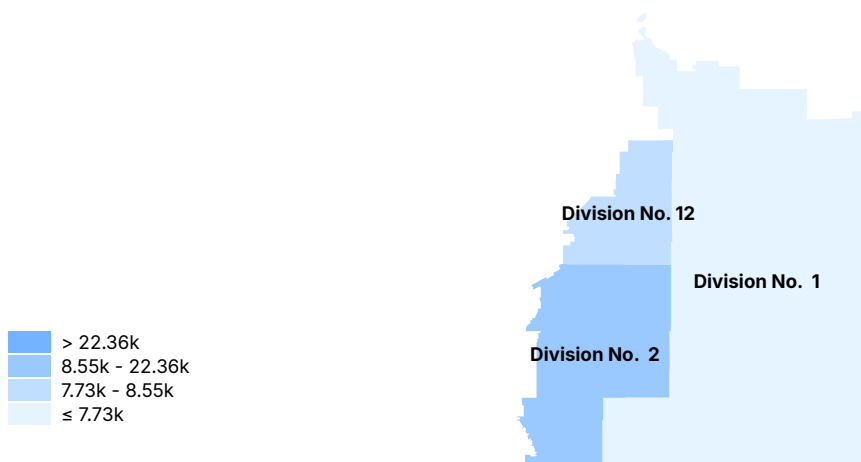 Division No. 12
Division No. 1
Division No. 2
> 22.36k
8.55k - 22.36k
7.73k - 8.55k
≤ 7.73k